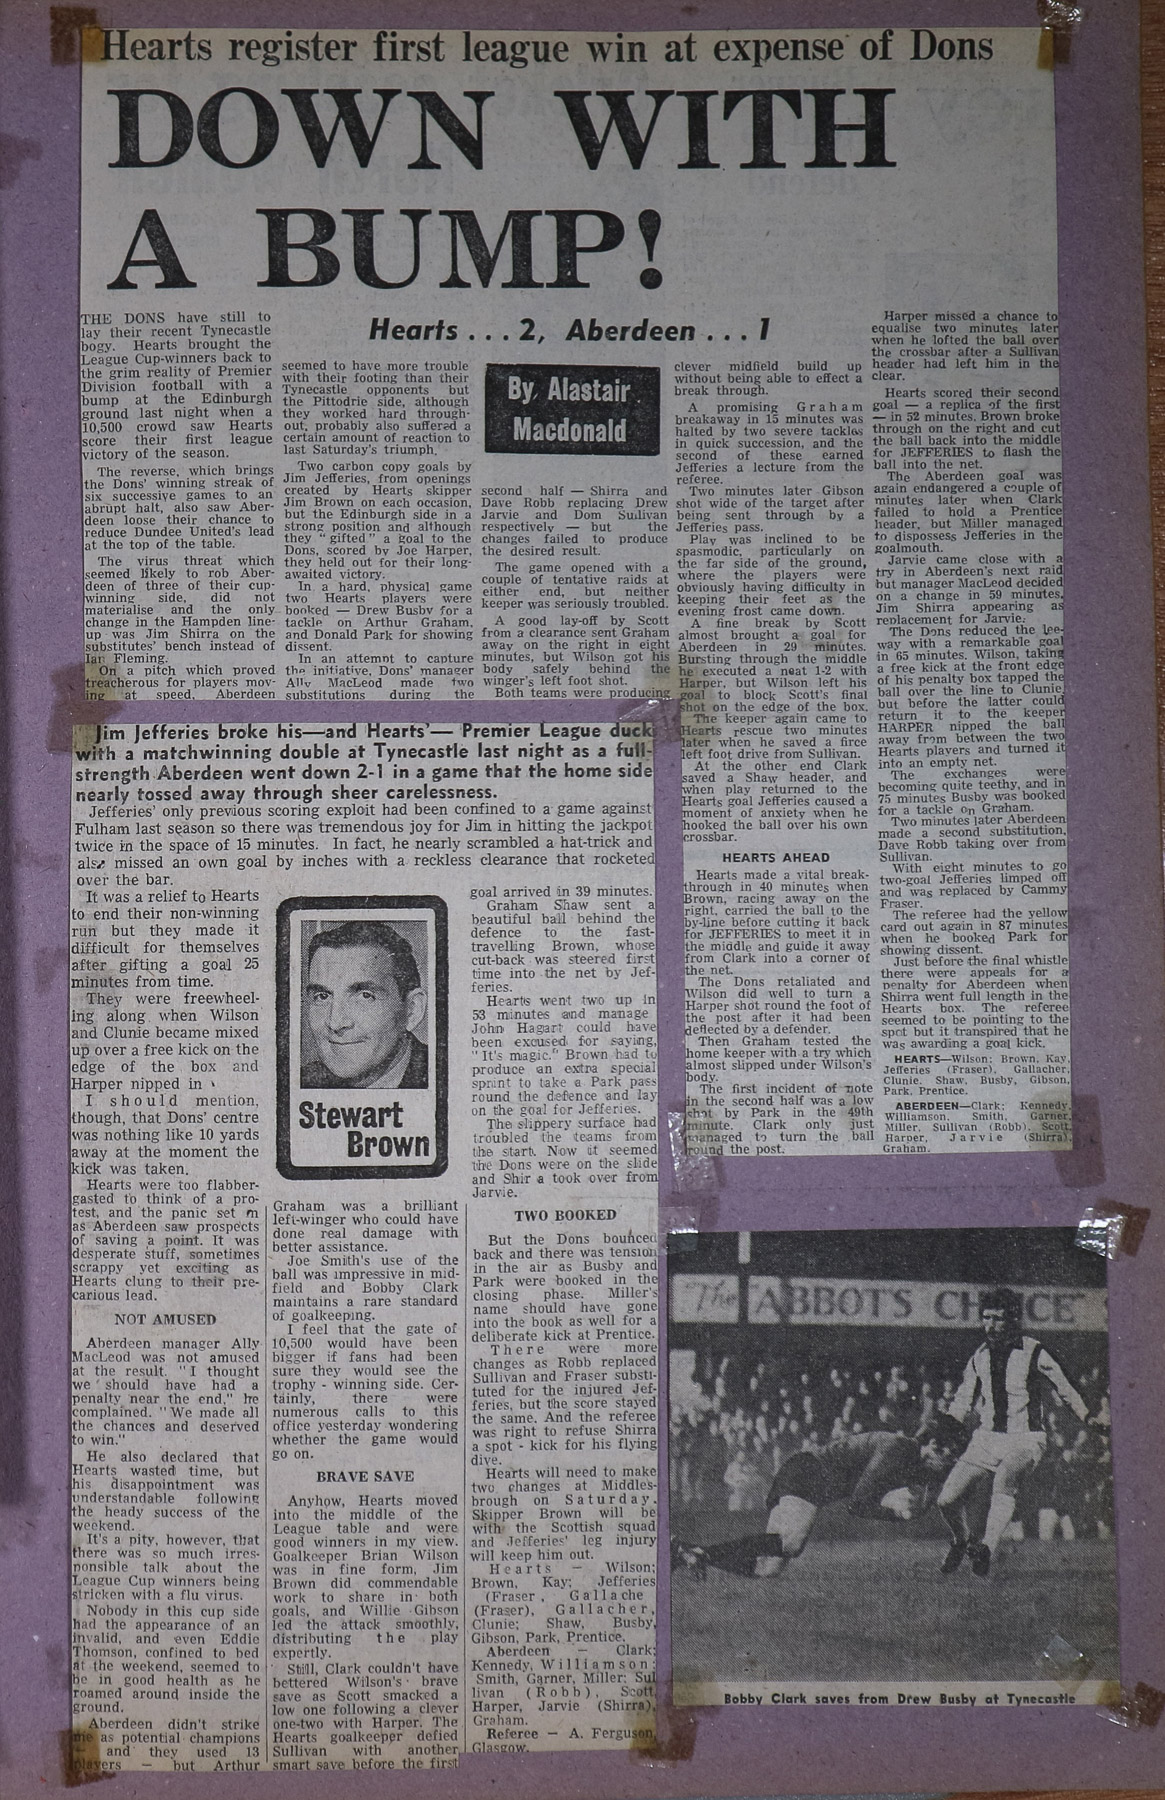 Hearts register first league win at expense of Dons
DOWN WITH
A BUMP!
Hearts . . . 2, Aberdeen . . . 1
By Alastair
Macdonald
THE DONS have still to
lay their recent Tynecastle
bogy. Hearts brought the
League Cup-winners back to
the grim reality of Premier
Division football with a
bump at the Edinburgh
ground last night when a
10,500 crowd saw Hearts
score their first league
victory of the season.
The reverse, which brings
the Dons' winning streak of
six successive games to an
abrupt halt, also saw Aber-
deen loose their chance to
reduce Dundee United's lead
at the top of the table.
The virus threat which
seemed likely to rob Aber-
deen of three of their cup-
winning side, did not
materialise and the only
change in the Hampden line-
up was Jim Shirra on the
substitutes' bench instead of
Ian Fleming.
On a pitch which proved
treacherous for players mov-
ing at speed, Aberdeen
seemed to have more trouble
with their footing than their
Tynecastle opponents but
the Pittodrie side, although
they worked hard through-
out, probably also suffered a
certain amount of reaction to
last Saturday's triumph.
Two carbon copy goals by
Jim Jefferies, from openings
created by Hearts skipper
Jim Brown on each occasion,
put the Edinburgh side in a
strong position and although
they "gifted" a goal to the
Dons, scored by Joe Harper,
they held out for their long-
awaited victory.
In a hard, physical game
two Hearts players were
booked — Drew Busby for a
tackle on Arthur Graham,
and Donald Park for showing
dissent.
In an attempt to capture
the initiative, Dons' manager
Ally MacLeod made two
substitutions during the
second half — Shirra and
Dave Robb replacing Drew
Jarvie and Dom Sullivan
respectively — but the
changes failed to produce
the desired result.
The game opened with a
couple of tentative raids at
either end, but neither
keeper was seriously troubled.
A good lay-off by Scott
from a clearance sent Graham
away on the right in eight
minutes, but Wilson got his
body safely behind the
winger's left foot shot.
Both teams were producing
clever midfield build up
without being able to effect a
break through.
A promising Graham
breakaway in 15 minutes was
halted by two severe tackles
in quick succession, and the
second of these earned
Jefferies a lecture from the
referee.
Two minutes later Gibson
shot wide of the target after
being sent through by a
Jefferies pass.
Play was inclined to be
spasmodic, particularly on
the far side of the ground,
where the players were
obviously having difficulty in
keeping their feet as the
evening frost came down.
A fine break by Scott
almost brought a goal for
Aberdeen in 29 minutes.
Bursting through the middle
he executed a neat 1-2 with
Harper, but Wilson left his
goal to block Scott's final
shot on the edge of the box.
The keeper again came to
Hearts rescue two minutes
later when he saved a firce
left foot drive from Sullivan.
At the other end Clark
saved a Shaw header, and
when play returned to the
Hearts goal Jefferies caused a
moment of anxiety when he
hooked the ball over his own
crossbar.
HEARTS AHEAD
Hearts made a vital break-
through in 40 minutes when
Brown, racing away on the
right, carried the ball to the
by-line before cutting it back
for JEFFERIES to meet it in
the middle and guide it away
from Clark into a corner of
the net.
The Dons retaliated and
Wilson did well to turn a
Harper shot round the foot of
the post after it had been
deflected by a defender.
Then Graham tested the
home keeper with a try which
almost slipped under Wilson's
body.
The first incident of note
in the second half was a low
shot by Park in the 49th
minute. Clark only just
managed to turn the ball
round the post.
Harper missed a chance to
equalise two minutes later
when he lofted the ball over
the crossbar after a Sullivan
header had left him in the
clear.
Hearts scored their second
goal — a replica of the first
— in 52 minutes. Brown broke
through on the right and cut
the ball back into the middle
for JEFFERIES to flash the
ball into the net.
The Aberdeen goal was
again endangered a couple of
minutes later when Clark
failed to hold a Prentice
header, but Miller managed
to dispossess Jefferies in the
goalmouth.
Jarvie came close with a
try in Aberdeen's next raid
but manager MacLeod decided
on a change in 59 minutes,
Jim Shirra appearing as
replacement for Jarvie.
The Dons reduced the lee-
way with a remarkable goal
in 65 minutes. Wilson, taking
a free kick at the front edge
of his penalty box tapped the
ball over the line to Clunie,
but before the latter could
return it to the keeper
HARPER nipped the ball
away from between the two
Hearts players and turned it
into an empty net.
The exchanges were
becoming quite teethy, and in
75 minutes Busby was booked
for a tackle on Graham.
Two minutes later Aberdeen
made a second substitution,
Dave Robb taking over from
Sullivan.
With eight minutes to go
two-goal Jefferies limped off
and was replaced by Cammy
Fraser.
The referee had the yellow
card out again in 87 minutes
when he booked Park for
showing dissent.
Just before the final whistle
there were appeals for a
penalty for Aberdeen when
Shirra went full length in the
Hearts box. The referee
seemed to be pointing to the
spot but it transpired that he
was awarding a goal kick.
HEARTS—Wilson; Brown, Kay,
Jefferies (Fraser), Gallacher,
Clunie, Shaw, Busby, Gibson,
Park, Prentice.
ABERDEEN—Clark; Kennedy,
Williamson, Smith, Garner,
Miller, Sullivan (Robb), Scott,
Harper, Jarvie (Shirra),
Graham.
Jim Jefferies broke his—and Hearts'— Premier League duck
with a matchwinning double at Tynecastle last night as a full-
strength Aberdeen went down 2-1 in a game that the home side
nearly tossed away through sheer carelessness.
Jefferies' only previous scoring exploit had been confined to a game against
Fulham last season so there was tremendous joy for Jim in hitting the jackpot
twice in the space of 15 minutes. In fact, he nearly scrambled a hat-trick and
also missed an own goal by inches with a reckless clearance that rocketed
over the bar.
It was a relief to Hearts
to end their non-winning
run but they made it
difficult for themselves
after gifting a goal 25
minutes from time.
They were freewheel-
ing along when Wilson
and Clunie became mixed
up over a free kick on the
edge of the box and
Harper nipped in
I should mention,
though, that Dons' centre
was nothing like 10 yards
away at the moment the
kick was taken.
Hearts were too flabber-
gasted to think of a pro-
test, and the panic set in
as Aberdeen saw prospects
of saving a point. It was
desperate stuff, sometimes
scrappy yet exciting as
Hearts clung to their pre-
carious lead.
NOT AMUSED
Aberdeen manager Ally
MacLeod was not amused
at the result. "I thought
we should have had a
penalty near the end," he
complained. "We made all
the chances and deserved
to win."
He also declared that
Hearts wasted time, but
his disappointment was
understandable following
the heady success of the
weekend.
It's a pity, however, that
there was so much irres-
ponsible talk about the
League Cup winners being
stricken with a flu virus.
Nobody in this cup side
had the appearance of an
invalid, and even Eddie
Thomson, confined to bed
at the weekend, seemed to
be in good health as he
roamed around inside the
ground.
Aberdeen didn't strike
me as potential champions
— and they used 13
players — but Arthur
Stewart
Brown
Graham was a brilliant
left-winger who could have
done real damage with
better assistance.
Joe Smith's use of the
ball was impressive in mid-
field and Bobby Clark
maintains a rare standard
of goalkeeping.
I feel that the gate of
10,500 would have been
bigger if fans had been
sure they would see the
trophy - winning side. Cer-
tainly, there were
numerous calls to this
office yesterday wondering
whether the game would
go on.
BRAVE SAVE
Anyhow, Hearts moved
into the middle of the
League table and were
good winners in my view.
Goalkeeper Brian Wilson
was in fine form, Jim
Brown did commendable
work to share in both
goals, and Willie Gibson
led the attack smoothly,
distributing the play
expertly.
Still, Clark couldn't have
bettered Wilson's brave
save as Scott smacked a
low one following a clever
one-two with Harper. The
Hearts goalkeeper defied
Sullivan with another
smart save before the first
goal arrived in 39 minutes.
Graham Shaw sent a
beautiful ball behind the
defence to the fast-
travelling Brown, whose
cut-back was steered first
time into the net by Jef-
feries.
Hearts went two up in
53 minutes and manage
John Hagart could have
been excused for saying,
"It's magic." Brown had to
produce an extra special
sprint to take a Park pass
round the defence and lay
on the goal for Jefferies.
The slippery surface had
troubled the teams from
the start. Now it seemed
the Dons were on the slide
and Shir a took over from
Jarvie.
TWO BOOKED
But the Dons bounced
back and there was tension
in the air as Busby and
Park were booked in the
closing phase. Miller's
name should have gone
into the book as well for a
deliberate kick at Prentice.
There were more
changes as Robb replaced
Sullivan and Fraser substi-
tuted for the injured Jef-
feries, but the score stayed
the same. And the referee
was right to refuse Shirra
a spot - kick for his flying
dive.
Hearts will need to make
two changes at Middles-
brough on Saturday.
Skipper Brown will be
with the Scottish squad
and Jefferies' leg injury
will keep him out.
Hearts — Wilson;
Brown, Kay; Jefferies
(Fraser, Gallache
(Fraser), Gallacher,
Clunie; Shaw, Busby,
Gibson, Park, Prentice.
Aberdeen — Clark;
Kennedy, Williamson;
Smith, Garner, Miller; Sul
livan (Robb), Scott,
Harper, Jarvie (Shirra),
Graham.
Referee — A. Ferguson,
Glasgow.
The ABBOT'S CHOICE
Bobby Clark saves from Drew Busby at Tynecastle